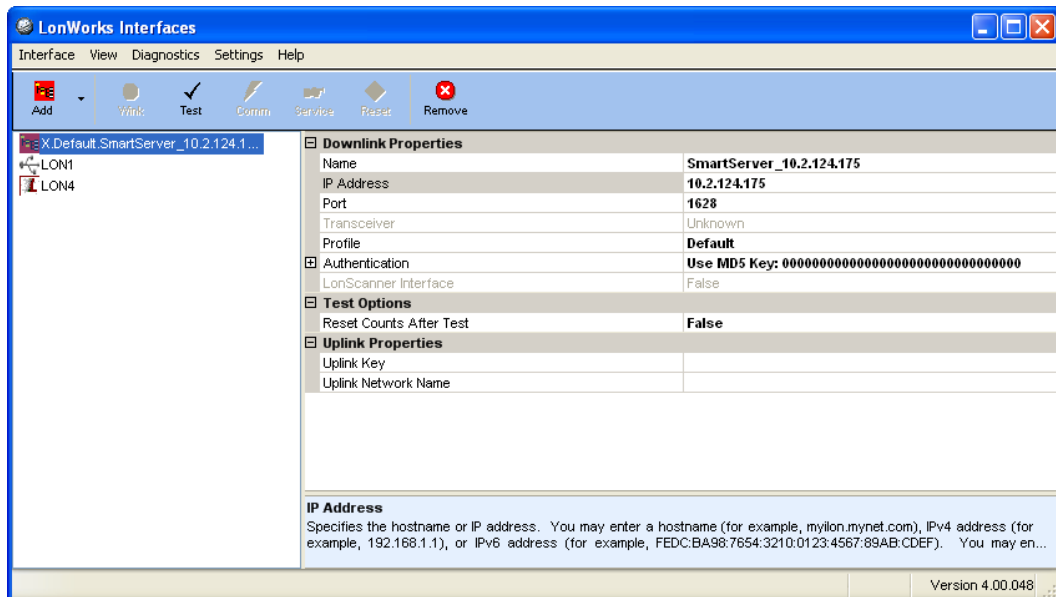 LonWorks Interfaces
Interface View Diagnostics Settings Help
Add Wink Test Comm Service Reset Remove
X.Default.SmartServer_10.2.124.1...
LON1
LON4
Downlink Properties
Name SmartServer_10.2.124.175
IP Address 10.2.124.175
Port 1628
Transceiver Unknown
Profile Default
Authentication Use MD5 Key: 00000000000000000000000000000000
LonScanner Interface False
Test Options
Reset Counts After Test False
Uplink Properties
Uplink Key
Uplink Network Name
IP Address
Specifies the hostname or IP address. You may enter a hostname (for example, myilon.mynet.com), IPv4 address (for
example, 192.168.1.1), or IPv6 address (for example, FEDC:BA98:7654:3210:0123:4567:89AB:CDEF). You may en...
Version 4.00.048